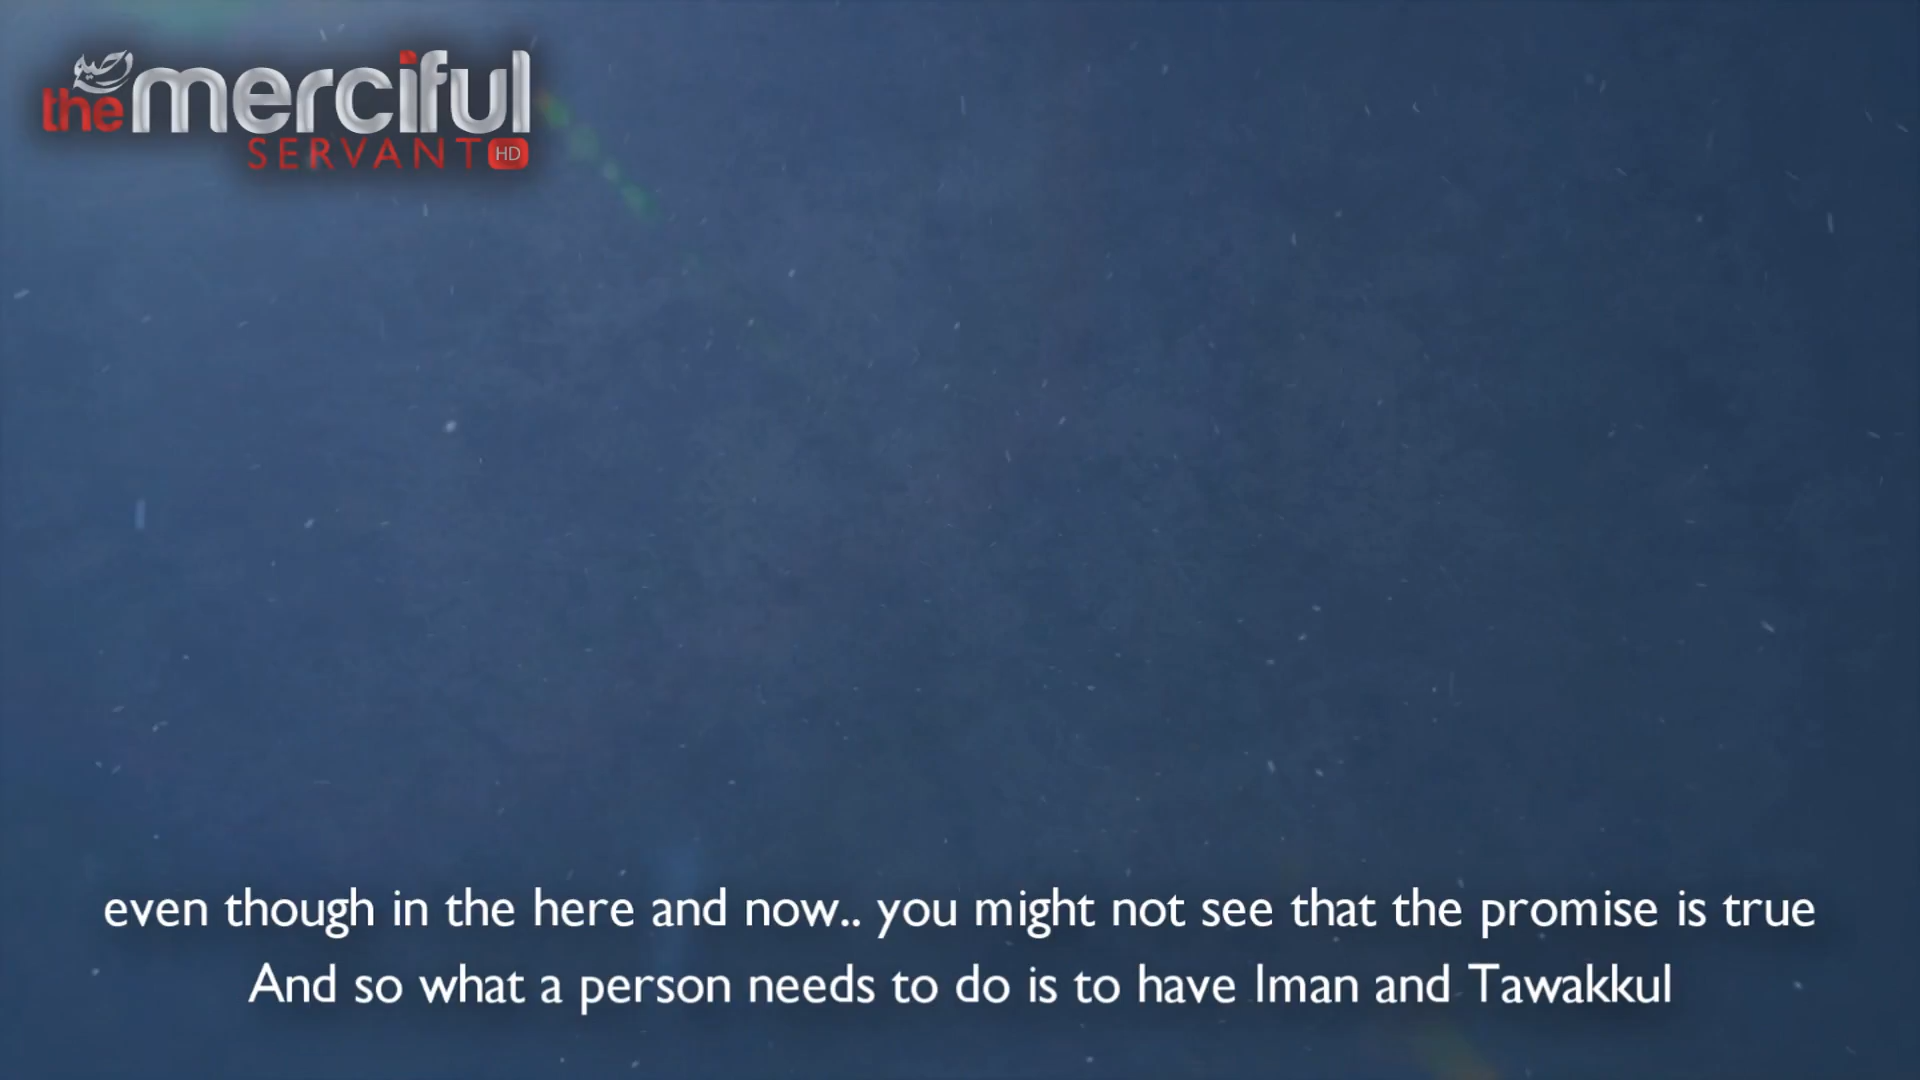 رحيم
the merciful
SERVANT HD
even though in the here and now.. you might not see that the promise is true
And so what a person needs to do is to have Iman and Tawakkul